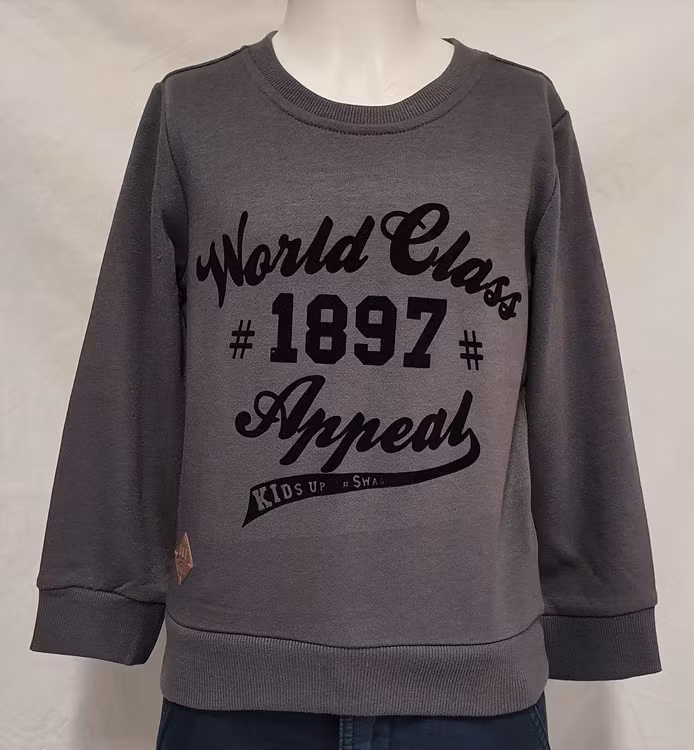 World Class
# 1897 #
Appeal
KIDS UP # SWAG